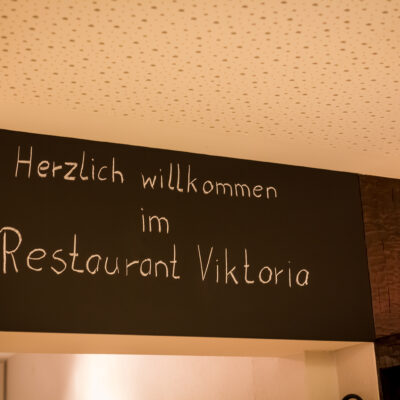 Herzlich willkommen
im
Restaurant Viktoria